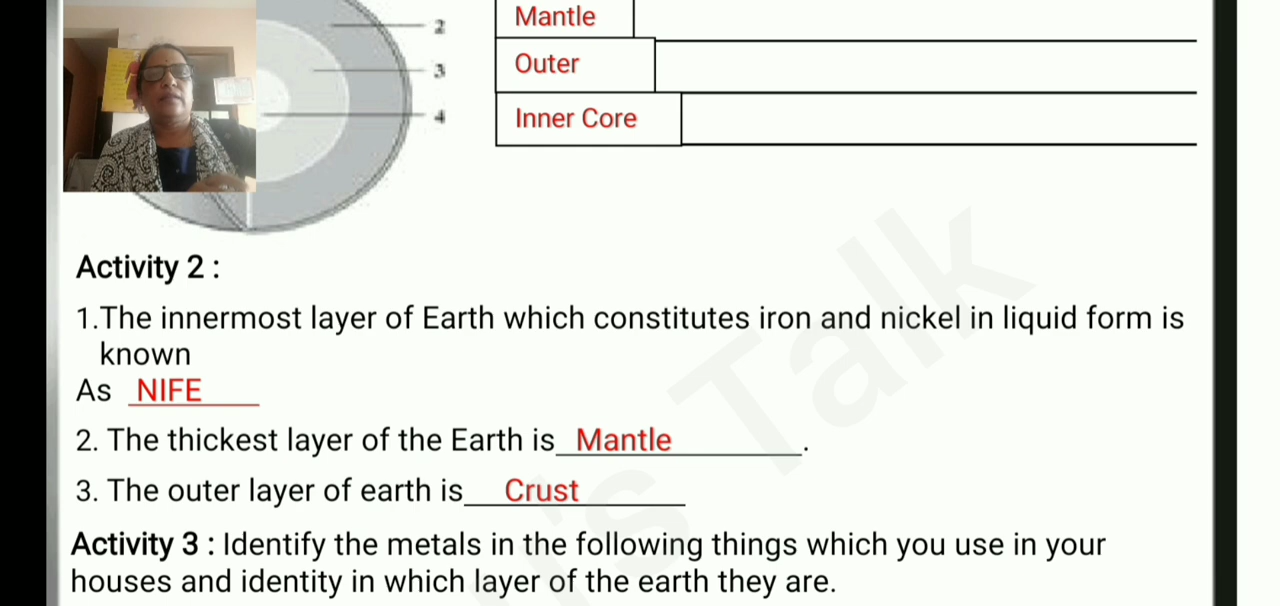 2
Mantle
3
Outer
4
Inner Core
Activity 2 :
1.The innermost layer of Earth which constitutes iron and nickel in liquid form is
known
As NIFE
2. The thickest layer of the Earth is Mantle .
3. The outer layer of earth is Crust
Activity 3 : Identify the metals in the following things which you use in your
houses and identity in which layer of the earth they are.
's Talk